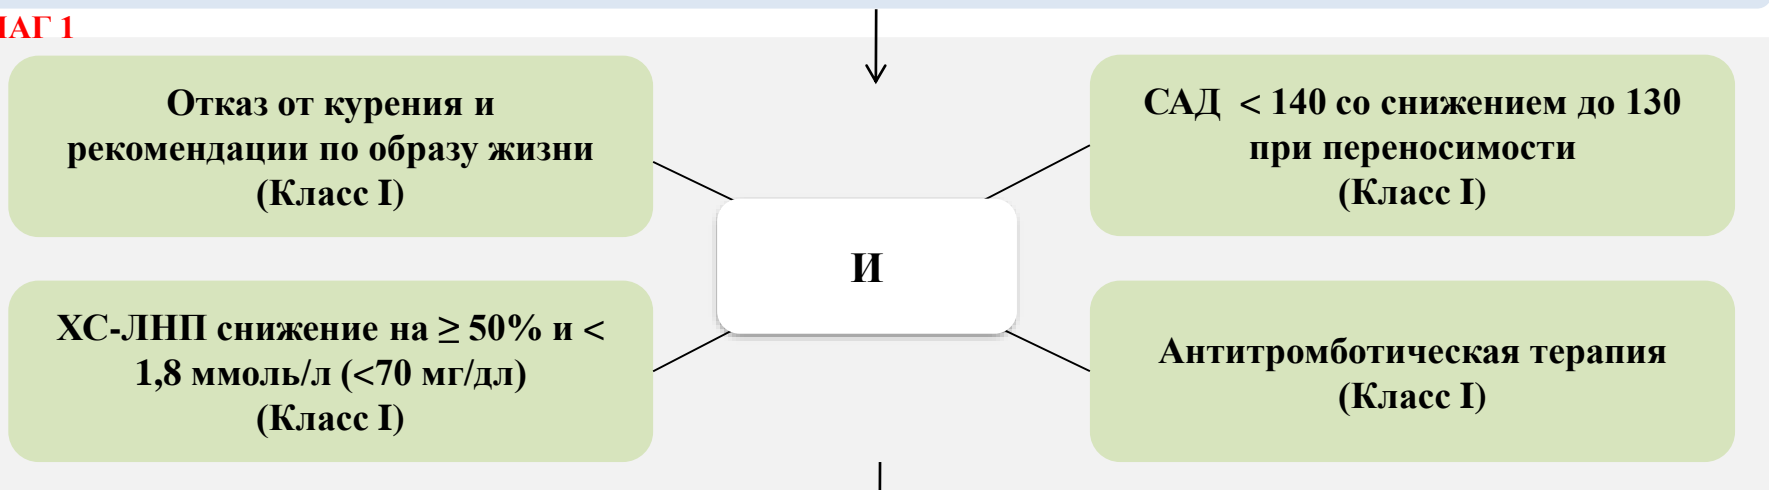 АГ 1
Отказ от курения и
рекомендации по образу жизни
(Класс I)
САД < 140 со снижением до 130
при переносимости
(Класс I)
И
ХС-ЛНП снижение на ≥ 50% и <
1,8 ммоль/л (<70 мг/дл)
(Класс I)
Антитромботическая терапия
(Класс I)